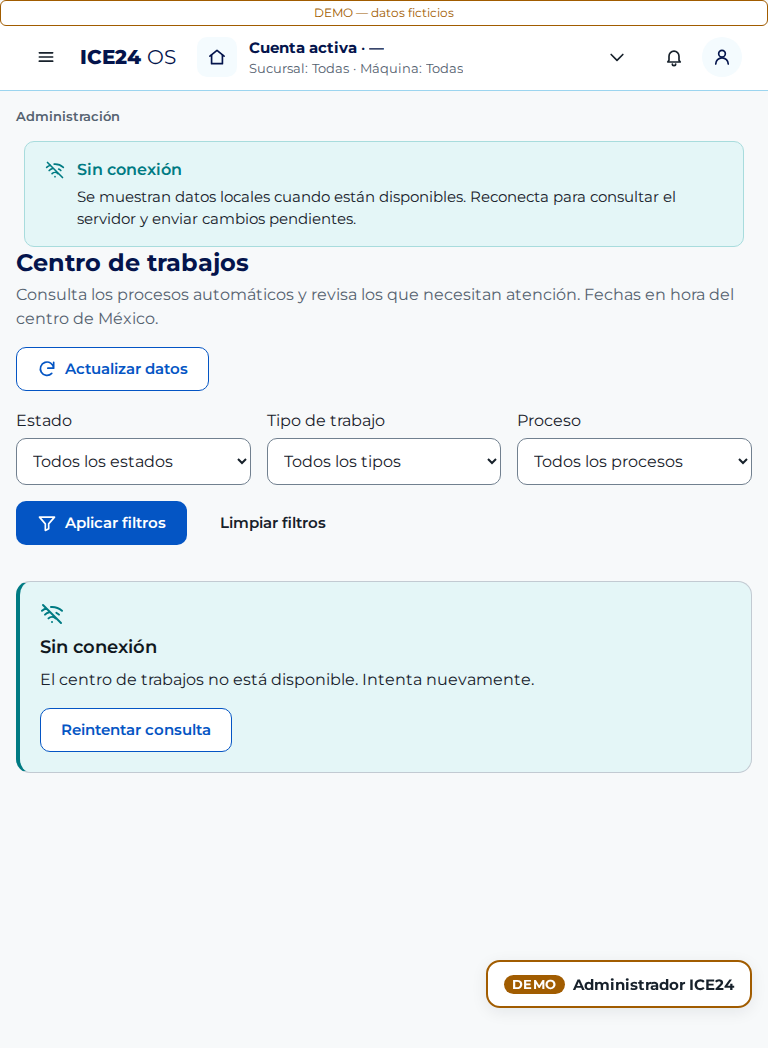 DEMO — datos ficticios
ICE24 OS
Cuenta activa · —
Sucursal: Todas · Máquina: Todas
Administración
Sin conexión
Se muestran datos locales cuando están disponibles. Reconecta para consultar el
servidor y enviar cambios pendientes.
Centro de trabajos
Consulta los procesos automáticos y revisa los que necesitan atención. Fechas en hora del
centro de México.
Actualizar datos
Estado Tipo de trabajo Proceso
Todos los estados Todos los tipos Todos los procesos
Aplicar filtros Limpiar filtros
Sin conexión
El centro de trabajos no está disponible. Intenta nuevamente.
Reintentar consulta
DEMO Administrador ICE24